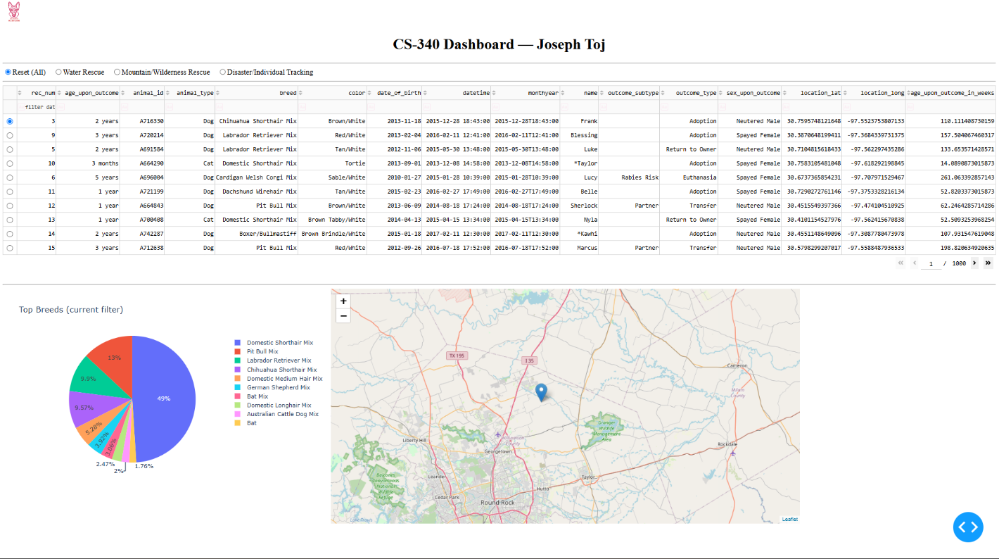 CS-340 Dashboard — Joseph Toj
Reset (All) Water Rescue Mountain/Wilderness Rescue Disaster/Individual Tracking
rec_num age_upon_outcome animal_id animal_type breed color date_of_birth datetime monthyear name outcome_subtype outcome_type sex_upon_outcome location_lat location_long age_upon_outcome_in_weeks
filter dat
3 2 years A716330 Dog Chihuahua Shorthair Mix Brown/White 2013-11-18 2015-12-28 18:43:00 2015-12-28T18:43:00 Frank Adoption Neutered Male 30.7595748121648 -97.5523753807133 110.111408730159
9 3 years A720214 Dog Labrador Retriever Mix Red/White 2013-02-04 2016-02-11 12:41:00 2016-02-11T12:41:00 Blessing Adoption Spayed Female 30.3870648199411 -97.3684339731375 157.504067460317
5 2 years A691584 Dog Labrador Retriever Mix Tan/White 2012-11-06 2015-05-30 13:48:00 2015-05-30T13:48:00 Luke Return to Owner Neutered Male 30.7104815618433 -97.562297435286 133.653571428571
10 3 months A664290 Cat Domestic Shorthair Mix Tortie 2013-09-01 2013-12-08 14:58:00 2013-12-08T14:58:00 *Taylor Adoption Spayed Female 30.7583105481048 -97.618292198845 14.0890873015873
6 5 years A696004 Dog Cardigan Welsh Corgi Mix Sable/White 2010-01-27 2015-01-28 10:39:00 2015-01-28T10:39:00 Lucy Rabies Risk Euthanasia Spayed Female 30.6737365854231 -97.707971529467 261.063392857143
11 1 year A721199 Dog Dachshund Wirehair Mix Tan/White 2015-02-23 2016-02-27 17:49:00 2016-02-27T17:49:00 Belle Adoption Spayed Female 30.7290272761146 -97.3753328216134 52.8203373015873
12 1 year A664843 Dog Pit Bull Mix Brown/White 2013-06-09 2014-08-18 17:24:00 2014-08-18T17:24:00 Sherlock Partner Transfer Neutered Male 30.4515549397366 -97.474104510925 62.2464285714286
13 1 year A700408 Cat Domestic Shorthair Mix Brown Tabby/White 2014-04-13 2015-04-15 13:34:00 2015-04-15T13:34:00 Nyla Return to Owner Spayed Female 30.4101154527976 -97.562415670838 52.5093253968254
14 2 years A742287 Dog Boxer/Bullmastiff Brown Brindle/White 2015-01-18 2017-02-11 12:30:00 2017-02-11T12:30:00 *Kawhi Adoption Neutered Male 30.4551148649096 -97.3087780473978 107.931547619048
15 3 years A712638 Dog Pit Bull Mix Red/White 2012-09-26 2016-07-18 17:52:00 2016-07-18T17:52:00 Marcus Partner Transfer Neutered Male 30.5798299207017 -97.5588487936533 198.820634920635
« ‹ 1 / 1000 › »
Top Breeds (current filter)
49%
13%
9.9%
9.57%
5.28%
3.92%
3.06%
2.47%
2%
1.76%
Domestic Shorthair Mix
Pit Bull Mix
Labrador Retriever Mix
Chihuahua Shorthair Mix
Domestic Medium Hair Mix
German Shepherd Mix
Bat Mix
Domestic Longhair Mix
Australian Cattle Dog Mix
Bat
+
−
TX 195
I 35
Cameron
Milam
County
Granger
Wildlife
Management
Area
Liberty Hill
Williamson
County
Georgetown
Rockdale
Leander
Taylor
Balcones
Canyonlands
National
Wildlife
Refuge
Hutto
Cedar Park
Round Rock
Lake Travis
Leaflet